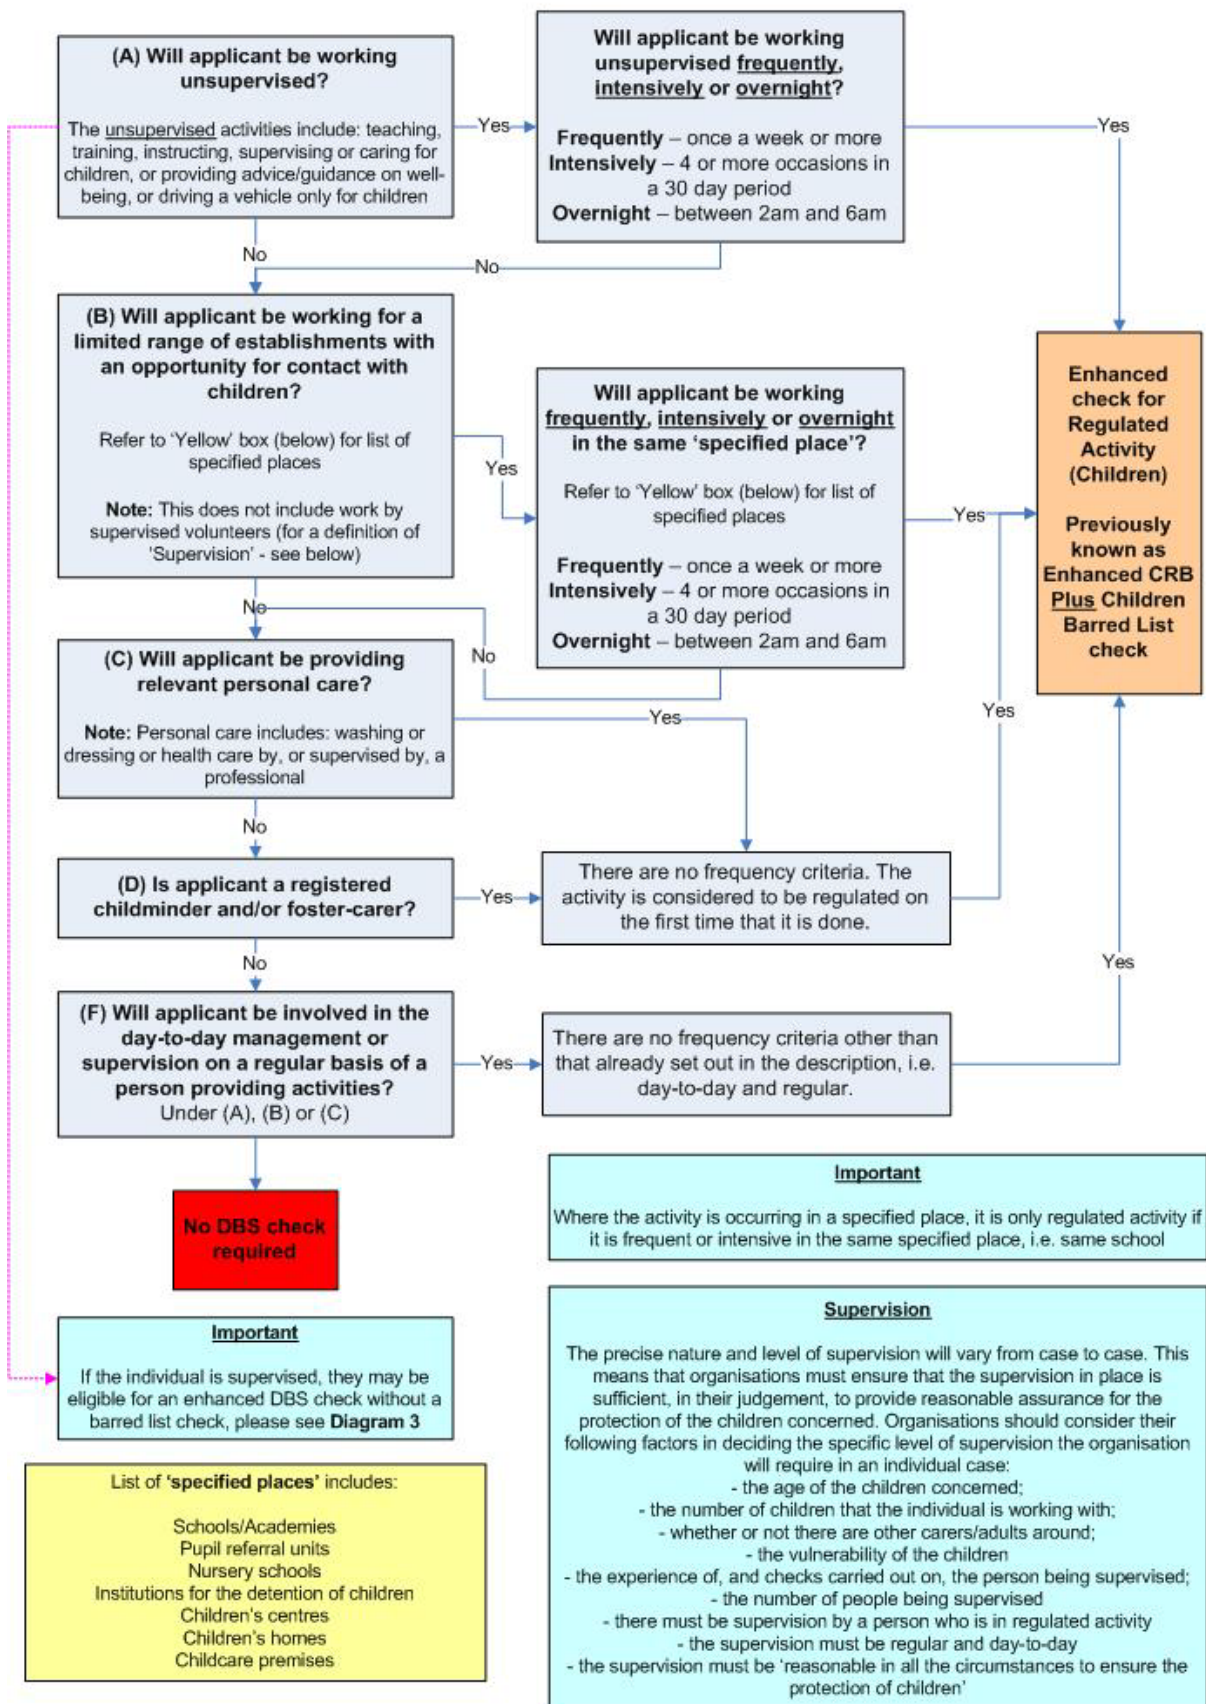 (A) Will applicant be working
unsupervised?
The unsupervised activities include: teaching,
training, instructing, supervising or caring for
children, or providing advice/guidance on well-
being, or driving a vehicle only for children
Yes
Will applicant be working
unsupervised frequently,
intensively or overnight?
Frequently – once a week or more
Intensively – 4 or more occasions in
a 30 day period
Overnight – between 2am and 6am
Yes
No
No
(B) Will applicant be working for a
limited range of establishments with
an opportunity for contact with
children?
Refer to ‘Yellow’ box (below) for list of
specified places
Note: This does not include work by
supervised volunteers (for a definition of
‘Supervision’ - see below)
Yes
Will applicant be working
frequently, intensively or overnight
in the same ‘specified place’?
Refer to ‘Yellow’ box (below) for list of
specified places
Frequently – once a week or more
Intensively – 4 or more occasions in
a 30 day period
Overnight – between 2am and 6am
Yes
Enhanced
check for
Regulated
Activity
(Children)
Previously
known as
Enhanced CRB
Plus Children
Barred List
check
No
No
(C) Will applicant be providing
relevant personal care?
Note: Personal care includes: washing or
dressing or health care by, or supervised by, a
professional
Yes
Yes
No
(D) Is applicant a registered
childminder and/or foster-carer?
Yes
There are no frequency criteria. The
activity is considered to be regulated on
the first time that it is done.
No
Yes
(F) Will applicant be involved in the
day-to-day management or
supervision on a regular basis of a
person providing activities?
Under (A), (B) or (C)
Yes
There are no frequency criteria other than
that already set out in the description, i.e.
day-to-day and regular.
No DBS check
required
Important
Where the activity is occurring in a specified place, it is only regulated activity if
it is frequent or intensive in the same specified place, i.e. same school
Important
If the individual is supervised, they may be
eligible for an enhanced DBS check without a
barred list check, please see Diagram 3
List of ‘specified places’ includes:
Schools/Academies
Pupil referral units
Nursery schools
Institutions for the detention of children
Children’s centres
Children’s homes
Childcare premises
Supervision
The precise nature and level of supervision will vary from case to case. This
means that organisations must ensure that the supervision in place is
sufficient, in their judgement, to provide reasonable assurance for the
protection of the children concerned. Organisations should consider their
following factors in deciding the specific level of supervision the organisation
will require in an individual case:
- the age of the children concerned;
- the number of children that the individual is working with;
- whether or not there are other carers/adults around;
- the vulnerability of the children
- the experience of, and checks carried out on, the person being supervised;
- the number of people being supervised
- there must be supervision by a person who is in regulated activity
- the supervision must be regular and day-to-day
- the supervision must be ‘reasonable in all the circumstances to ensure the
protection of children’